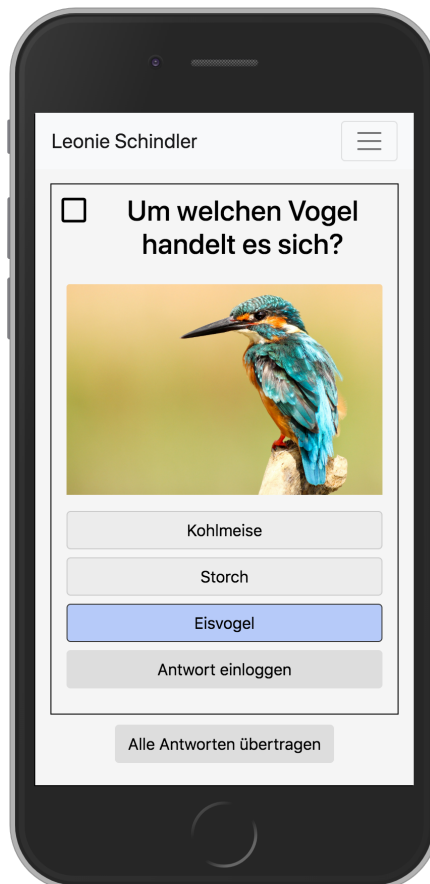 Leonie Schindler
Um welchen Vogel
handelt es sich?
Kohlmeise
Storch
Eisvogel
Antwort einloggen
Alle Antworten übertragen